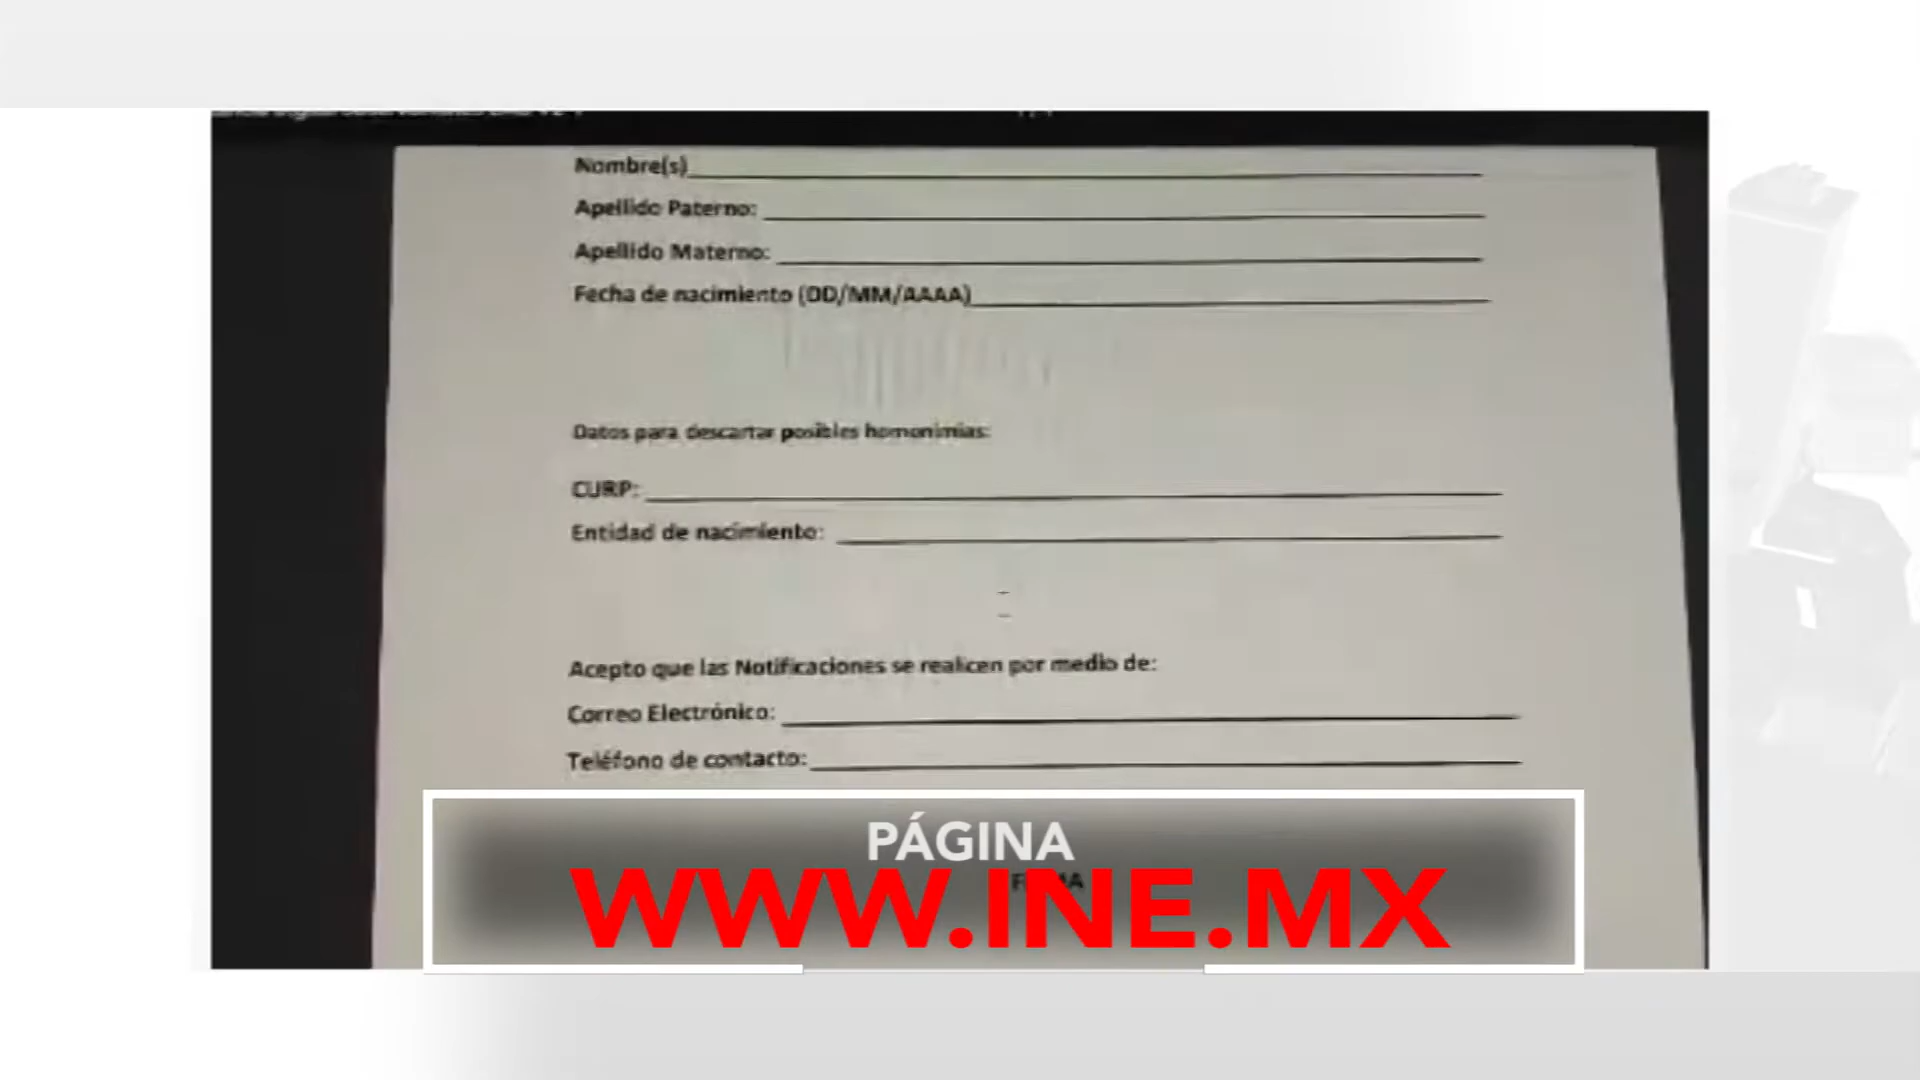 Nombre(s)
Apellido Paterno:
Apellido Materno:
Fecha de nacimiento (DD/MM/AAAA)
Datos para descartar posibles homonimias:
CURP:
Entidad de nacimiento:
Acepto que las Notificaciones se realicen por medio de:
Correo Electrónico:
Teléfono de contacto:
PÁGINA
WWW.INE.MX